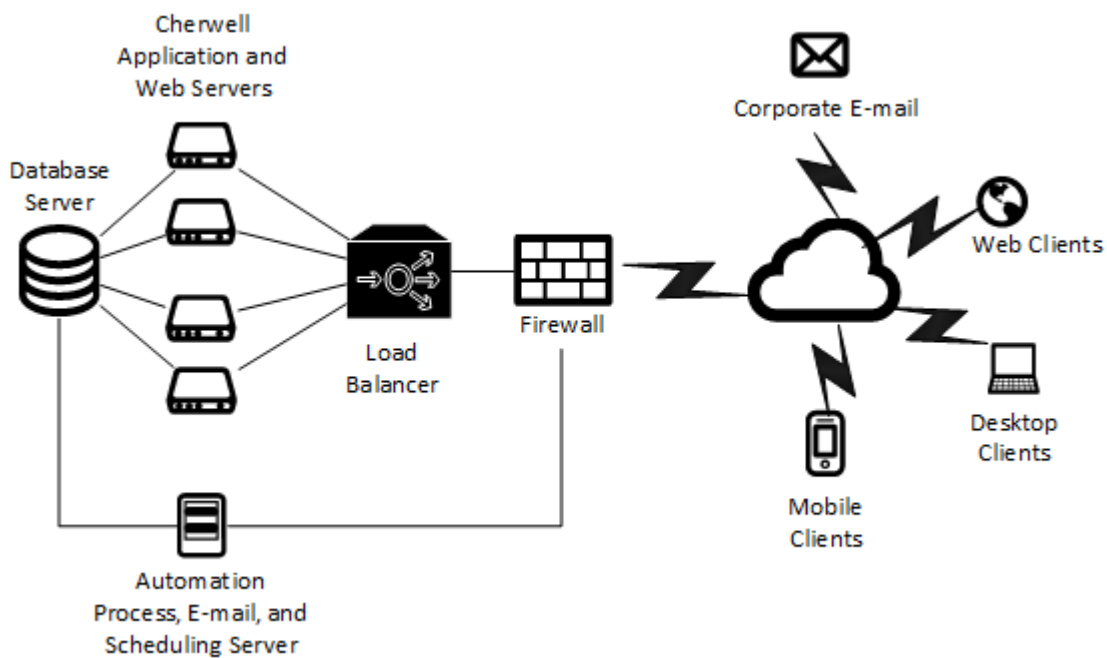 Cherwell
Application and
Web Servers
Database
Server
Load
Balancer
Firewall
Corporate E-mail
Web Clients
Desktop
Clients
Mobile
Clients
Automation
Process, E-mail, and
Scheduling Server